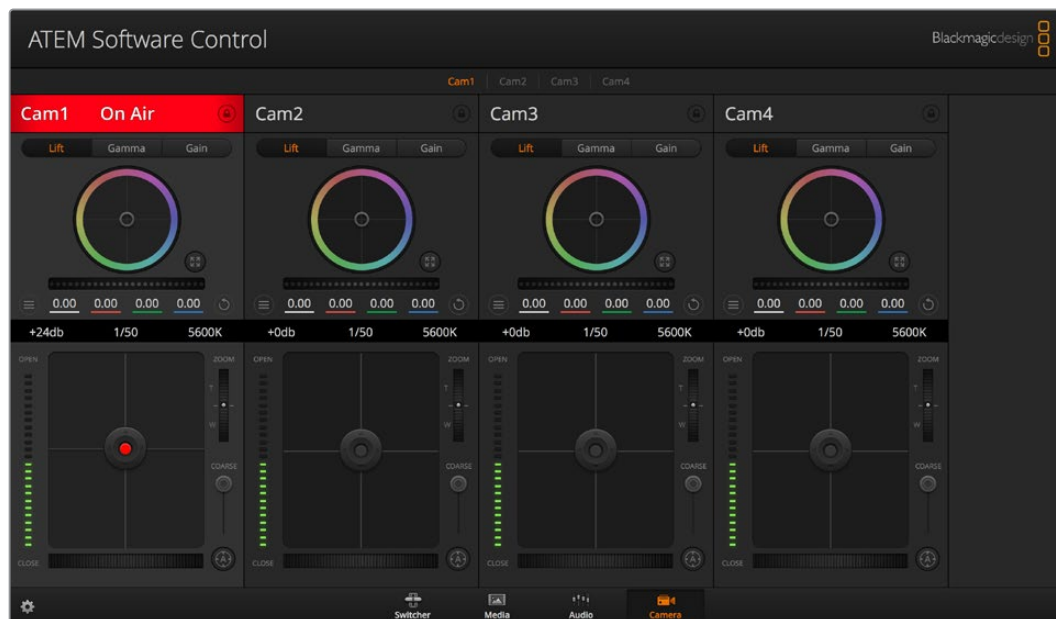 ATEM Software Control
Blackmagicdesign
Cam1 Cam2 Cam3 Cam4
Cam1 On Air Cam2 Cam3 Cam4
Lift Gamma Gain Lift Gamma Gain Lift Gamma Gain Lift Gamma Gain
0.00 0.00 0.00 0.00 0.00 0.00 0.00 0.00 0.00 0.00 0.00 0.00 0.00 0.00 0.00 0.00
+24db 1/50 5600K +0db 1/50 5600K +0db 1/50 5600K +0db 1/50 5600K
OPEN ZOOM OPEN ZOOM OPEN ZOOM OPEN ZOOM
T T T T
W W W W
COARSE COARSE COARSE COARSE
CLOSE A CLOSE A CLOSE A CLOSE A
4
Switcher Media Audio Camera